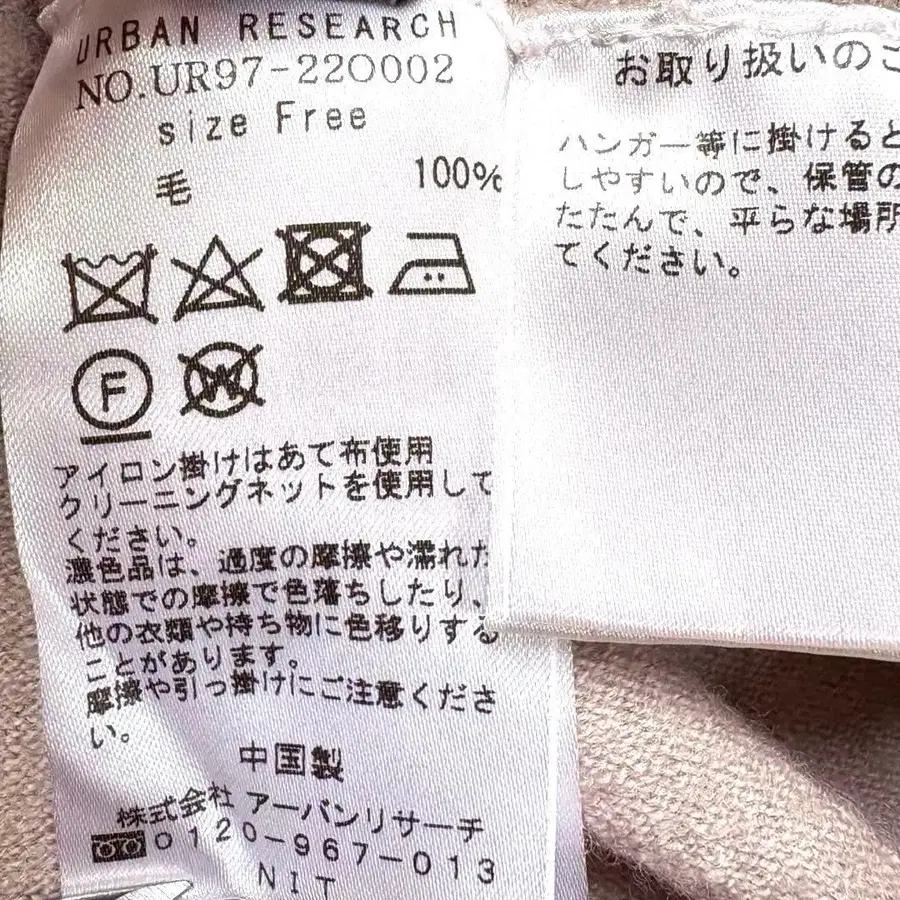 URBAN RESEARCH
NO.UR97-220002
size Free
毛 100%
F
W
アイロン掛けはあて布使用
クリーニングネットを使用して
ください。
濃色品は、過度の摩擦や濡れた
状態での摩擦で色落ちしたり、
他の衣類や持ち物に色移りする
ことがあります。
摩擦や引っ掛けにご注意くださ
い。
中国製
株式会社 アーバンリサーチ
0120-967-013
NIT
お取り扱いのご
ハンガー等に掛けると
しやすいので、保管の
たたんで、平らな場所
てください。